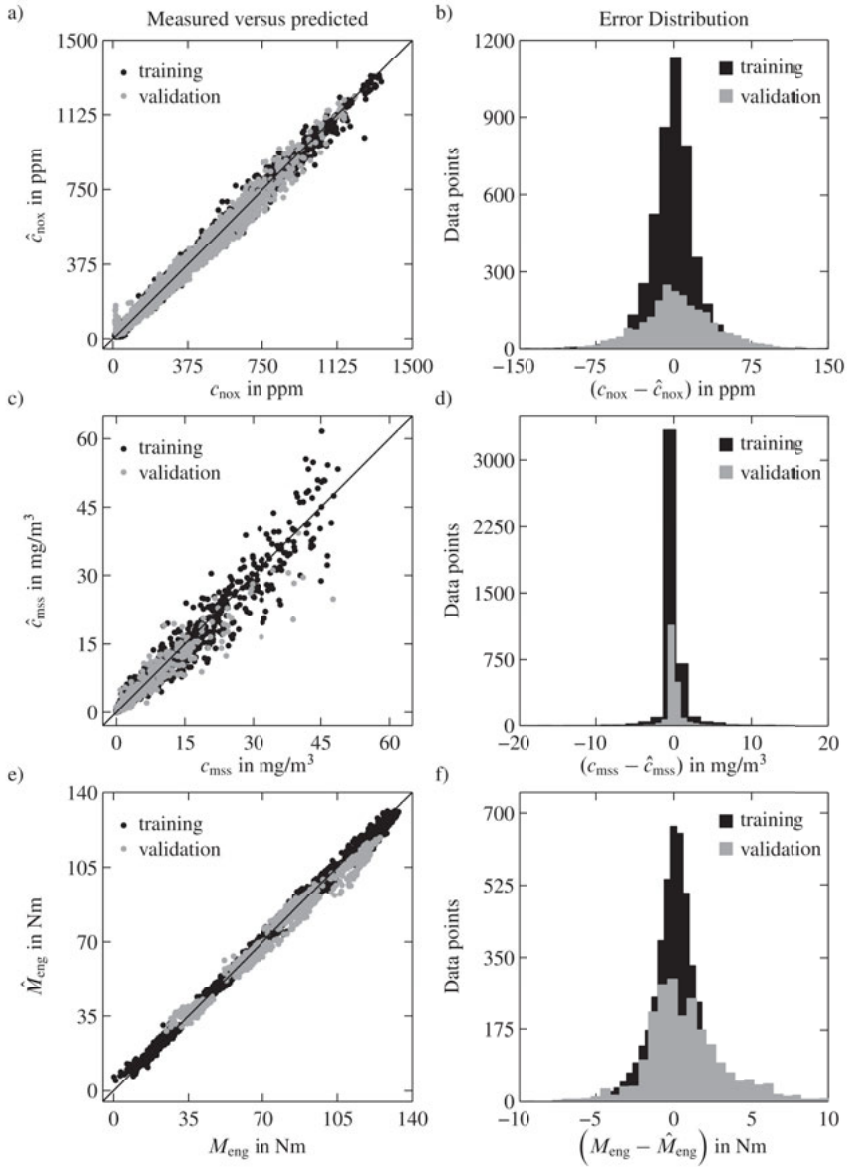 a) Measured versus predicted
1500
1125
750
375
0
ĉnox in ppm
training
validation
0 375 750 1125 1500
cnox in ppm
b) Error Distribution
1200
900
600
300
0
Data points
training
validation
−150 −75 0 75 150
(cnox − ĉnox) in ppm
c)
60
45
30
15
0
ĉmss in mg/m³
training
validation
0 15 30 45 60
cmss in mg/m³
d)
3000
2250
1500
750
0
Data points
training
validation
−20 −10 0 10 20
(cmss − ĉmss) in mg/m³
e)
140
105
70
35
0
M̂eng in Nm
training
validation
0 35 70 105 140
Meng in Nm
f)
700
525
350
175
0
Data points
training
validation
−10 −5 0 5 10
(Meng − M̂eng) in Nm